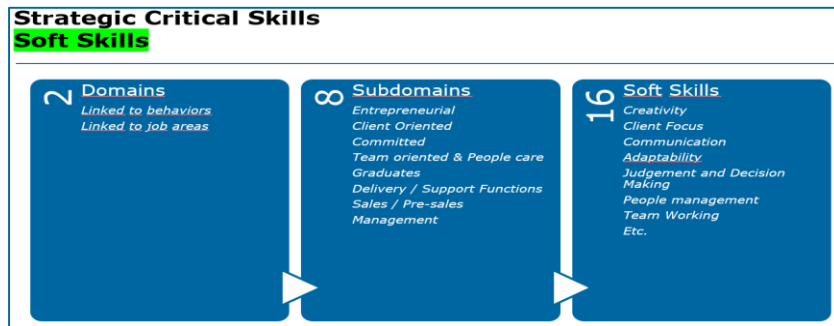 Strategic Critical Skills
Soft Skills
2
Domains
Linked to behaviors
Linked to job areas
8
Subdomains
Entrepreneurial
Client Oriented
Committed
Team oriented & People care
Graduates
Delivery / Support Functions
Sales / Pre-sales
Management
16
Soft Skills
Creativity
Client Focus
Communication
Adaptability
Judgement and Decision
Making
People management
Team Working
Etc.